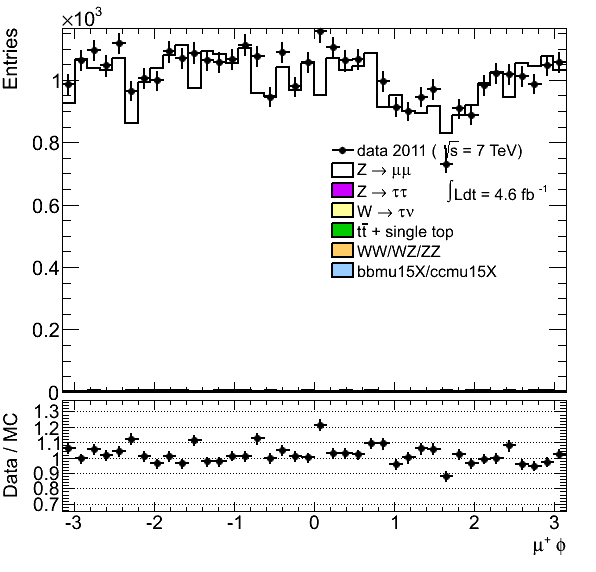 ×10³
Entries
1
0.8
0.6
0.4
0.2
0
data 2011 ( √s = 7 TeV)
Z → μμ
Z → ττ
∫Ldt = 4.6 fb⁻¹
W → τν
tt̄ + single top
WW/WZ/ZZ
bbmu15X/ccmu15X
Data / MC
1.3
1.2
1.1
1
0.9
0.8
0.7
-3 -2 -1 0 1 2 3
μ⁺ ϕ